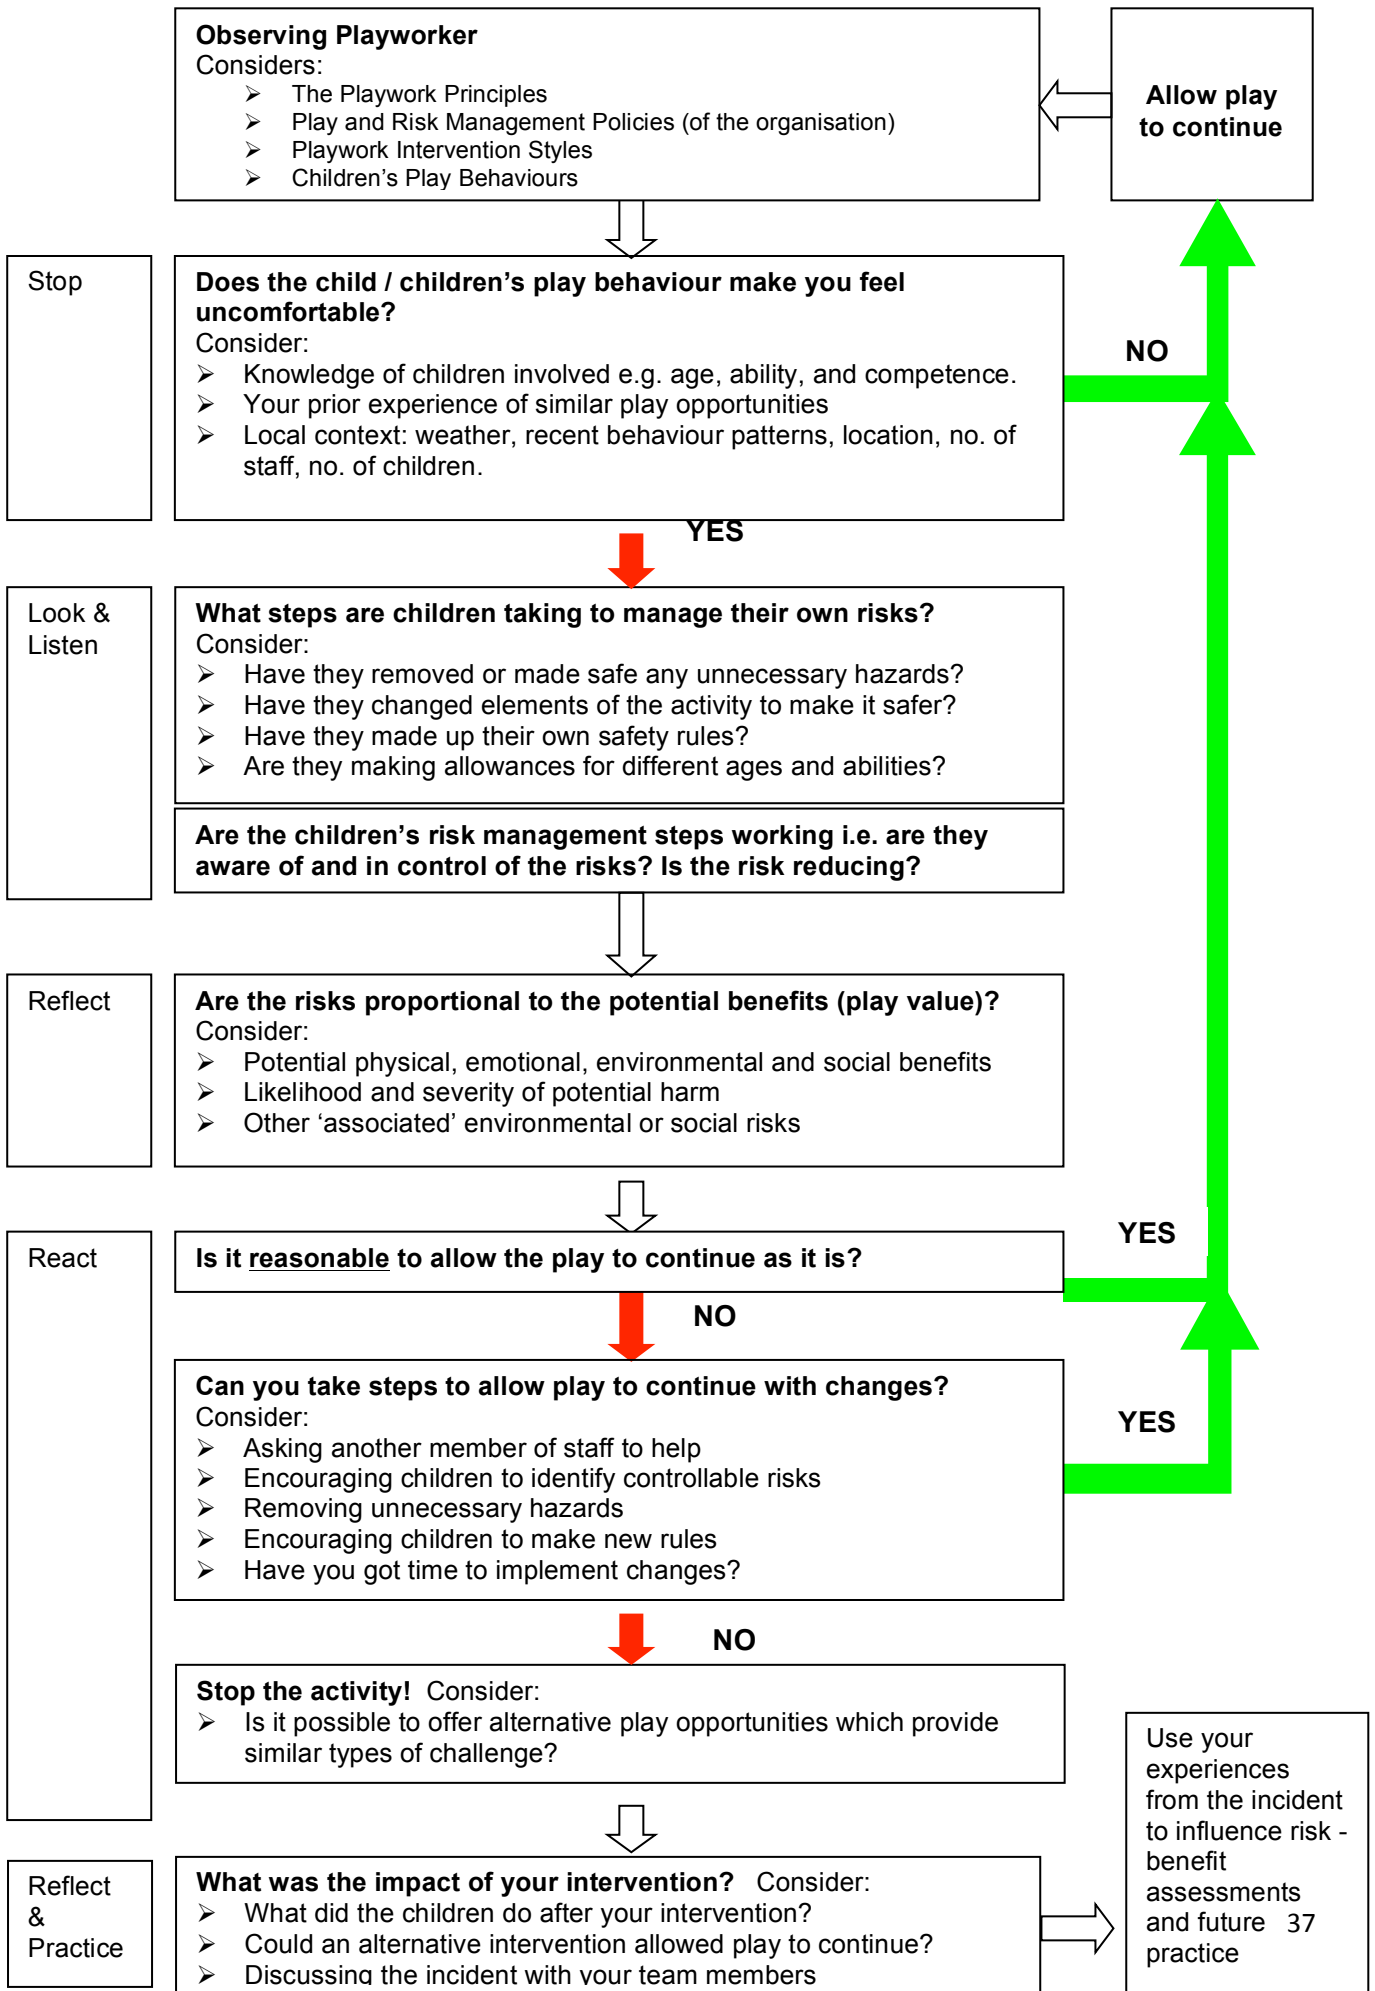 Observing Playworker
Considers:
➢ The Playwork Principles
➢ Play and Risk Management Policies (of the organisation)
➢ Playwork Intervention Styles
➢ Children's Play Behaviours
Allow play
to continue
Stop
Does the child / children's play behaviour make you feel
uncomfortable?
Consider:
➢ Knowledge of children involved e.g. age, ability, and competence.
➢ Your prior experience of similar play opportunities
➢ Local context: weather, recent behaviour patterns, location, no. of
staff, no. of children.
NO
YES
Look &
Listen
What steps are children taking to manage their own risks?
Consider:
➢ Have they removed or made safe any unnecessary hazards?
➢ Have they changed elements of the activity to make it safer?
➢ Have they made up their own safety rules?
➢ Are they making allowances for different ages and abilities?
Are the children's risk management steps working i.e. are they
aware of and in control of the risks? Is the risk reducing?
Reflect
Are the risks proportional to the potential benefits (play value)?
Consider:
➢ Potential physical, emotional, environmental and social benefits
➢ Likelihood and severity of potential harm
➢ Other 'associated' environmental or social risks
React
Is it reasonable to allow the play to continue as it is?
YES
NO
Can you take steps to allow play to continue with changes?
Consider:
➢ Asking another member of staff to help
➢ Encouraging children to identify controllable risks
➢ Removing unnecessary hazards
➢ Encouraging children to make new rules
➢ Have you got time to implement changes?
YES
NO
Stop the activity! Consider:
➢ Is it possible to offer alternative play opportunities which provide
similar types of challenge?
Reflect
&
Practice
What was the impact of your intervention? Consider:
➢ What did the children do after your intervention?
➢ Could an alternative intervention allowed play to continue?
➢ Discussing the incident with your team members
Use your
experiences
from the incident
to influence risk -
benefit
assessments
and future
practice
37